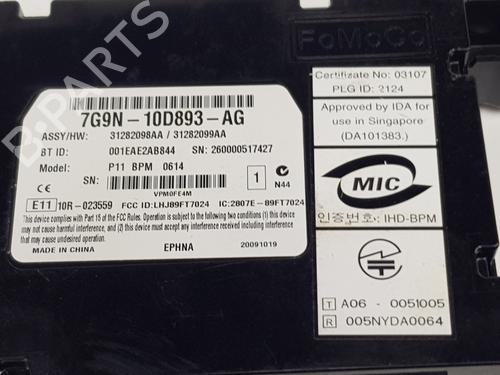 FoMoCo
7G9N-10D893-AG
ASSY/HW: 31282098AA / 31282099AA
BT ID: 001EAE2AB844 SN: 260000517427
Model: P11 BPM 0614
SN:
VPM0FE4M
1
N44
E11 10R-023559 FCC ID:LHJ89FT7024 IC:2807E-89FT7024
This device complies with Part 15 of the FCC Rules. Operation is subject to the following two (2) conditions (1) this device
may not cause harmful interference, and (2) this device must accept any interference received, including interference
that may cause undesired operation.
MADE IN CHINA EPHNA 20091019
Certificate No: 03107
PLG ID: 2124
Approved by IDA for
use in Singapore
(DA101383.)
MIC
인증번호: IHD-BPM
T A06 - 0051005
R 005NYDA0064
B-PARTS